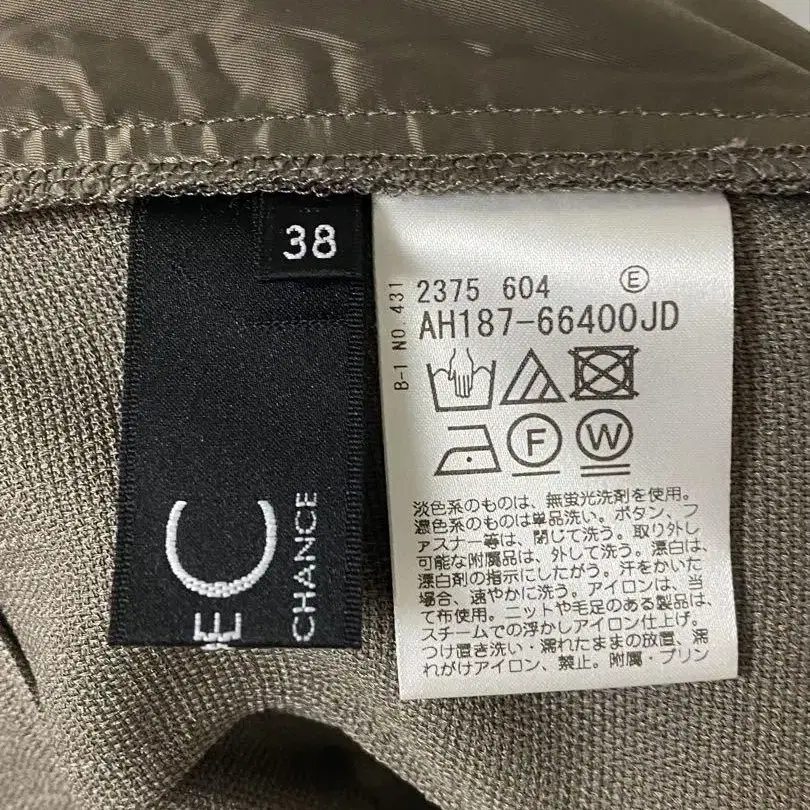 38
C
CHANCE
2375 604 Ⓔ
AH187-66400JD
B-1 NO.431
F
W
淡色系のものは、無蛍光洗剤を使用。
濃色系のものは単品洗い。ボタン、フ
ァスナー等は、閉じて洗う。取り外し
可能な附属品は、外して洗う。漂白は、
漂白剤の指示にしたがう。汗をかいた
場合、速やかに洗う。アイロンは、当
て布使用。ニットや毛足のある製品は、
スチームでの浮かしアイロン仕上げ。
つけ置き洗い・濡れたままの放置、濡
れがけアイロン、禁止。附属・プリン